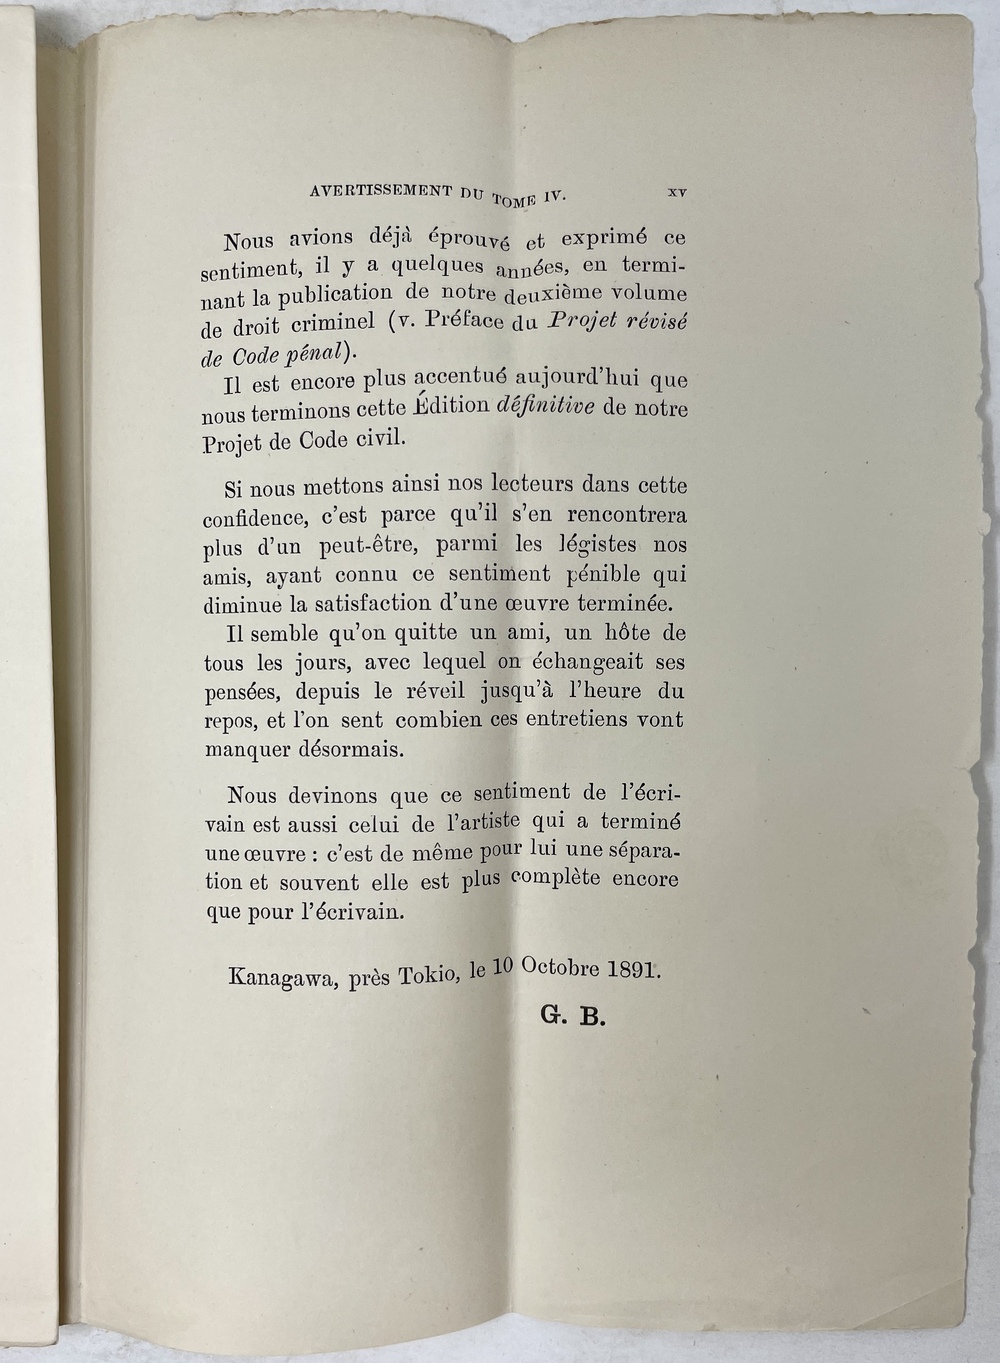 AVERTISSEMENT DU TOME IV. XV
Nous avions déjà éprouvé et exprimé ce
sentiment, il y a quelques années, en termi-
nant la publication de notre deuxième volume
de droit criminel (v. Préface du Projet révisé
de Code pénal).
Il est encore plus accentué aujourd'hui que
nous terminons cette Édition définitive de notre
Projet de Code civil.
Si nous mettons ainsi nos lecteurs dans cette
confidence, c'est parce qu'il s'en rencontrera
plus d'un peut-être, parmi les légistes nos
amis, ayant connu ce sentiment pénible qui
diminue la satisfaction d'une œuvre terminée.
Il semble qu'on quitte un ami, un hôte de
tous les jours, avec lequel on échangeait ses
pensées, depuis le réveil jusqu'à l'heure du
repos, et l'on sent combien ces entretiens vont
manquer désormais.
Nous devinons que ce sentiment de l'écri-
vain est aussi celui de l'artiste qui a terminé
une œuvre : c'est de même pour lui une sépara-
tion et souvent elle est plus complète encore
que pour l'écrivain.
Kanagawa, près Tokio, le 10 Octobre 1891.
G. B.